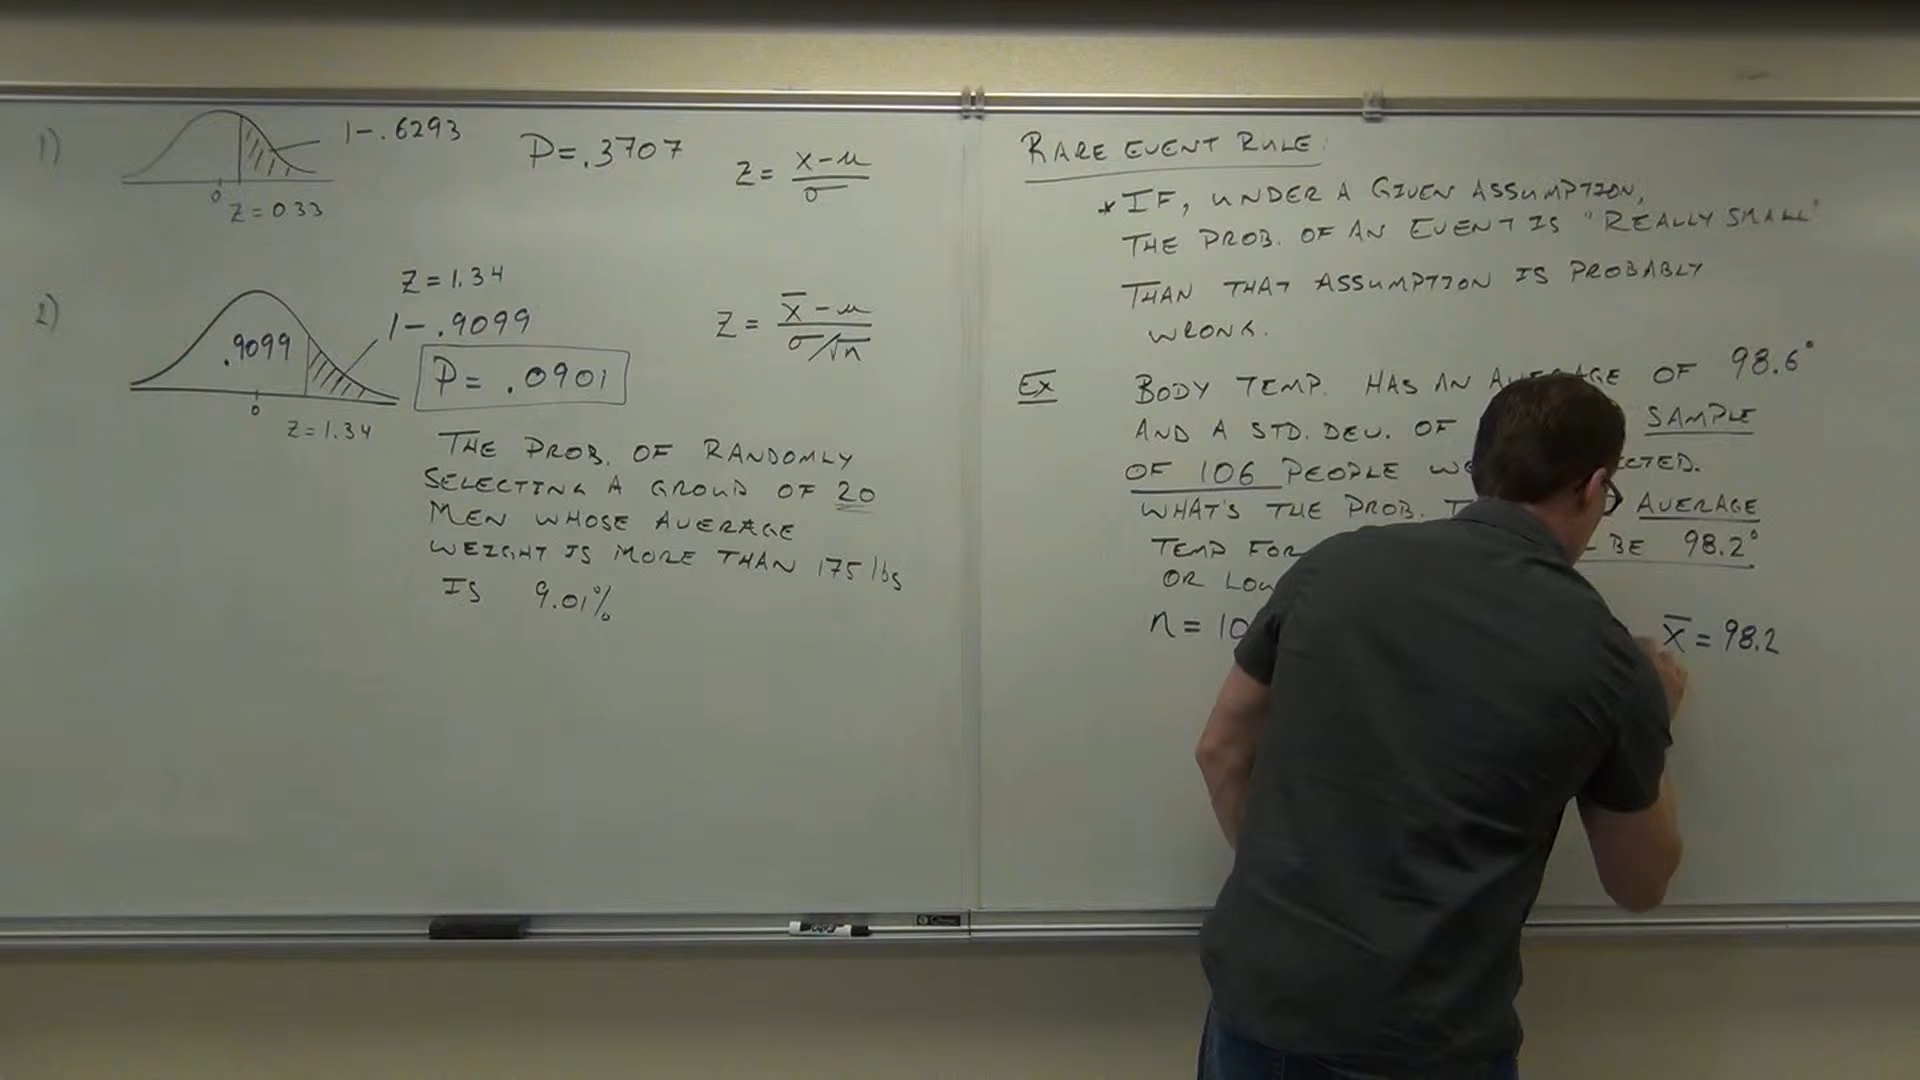 1)
1-.6293
P=.3707
Z = x-μ / σ
0
Z=0.33
2)
Z=1.34
1-.9099
.9099
P= .0901
Z = x̄-μ / σ/√n
0
Z=1.34
THE PROB. OF RANDOMLY
SELECTING A GROUP OF 20
MEN WHOSE AVERAGE
WEIGHT IS MORE THAN 175 lbs
IS 9.01%
RARE EVENT RULE:
*IF, UNDER A GIVEN ASSUMPTION,
THE PROB. OF AN EVENT IS "REALLY SMALL"
THAN THAT ASSUMPTION IS PROBABLY
WRONG.
EX
BODY TEMP. HAS AN AVERAGE OF 98.6°
AND A STD. DEV. OF SAMPLE
OF 106 PEOPLE
WHAT'S THE PROB. AVERAGE
TEMP FOR BE 98.2°
OR
n = x̄ = 98.2